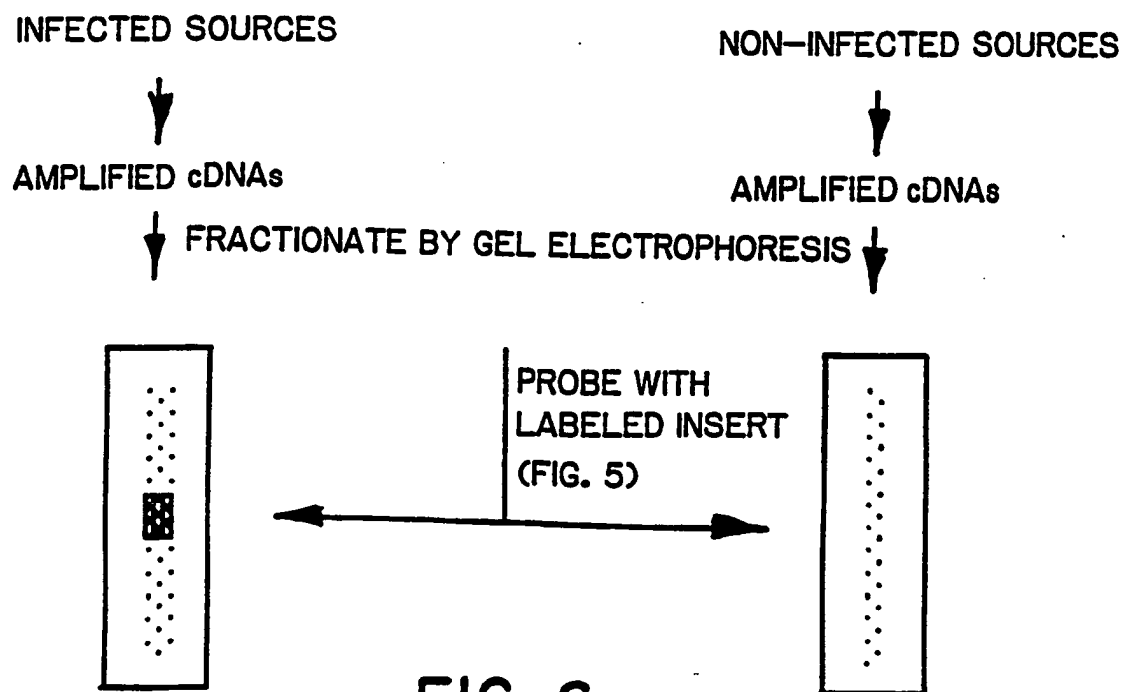 INFECTED SOURCES
NON-INFECTED SOURCES
AMPLIFIED cDNAs
AMPLIFIED cDNAs
FRACTIONATE BY GEL ELECTROPHORESIS
PROBE WITH
LABELED INSERT
(FIG. 5)
FIG.